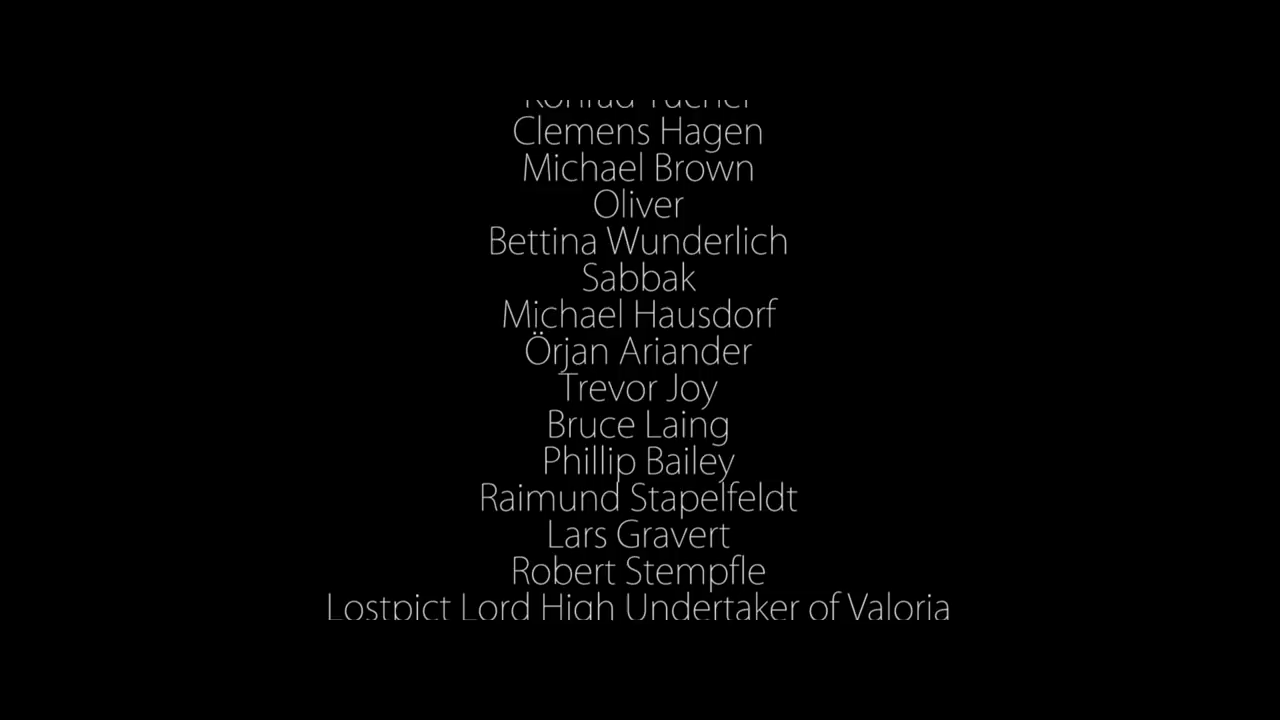 Clemens Hagen
Michael Brown
Oliver
Bettina Wunderlich
Sabbak
Michael Hausdorf
Örjan Ariander
Trevor Joy
Bruce Laing
Phillip Bailey
Raimund Stapelfeldt
Lars Gravert
Robert Stempfle
Lostpict Lord High Undertaker of Valoria